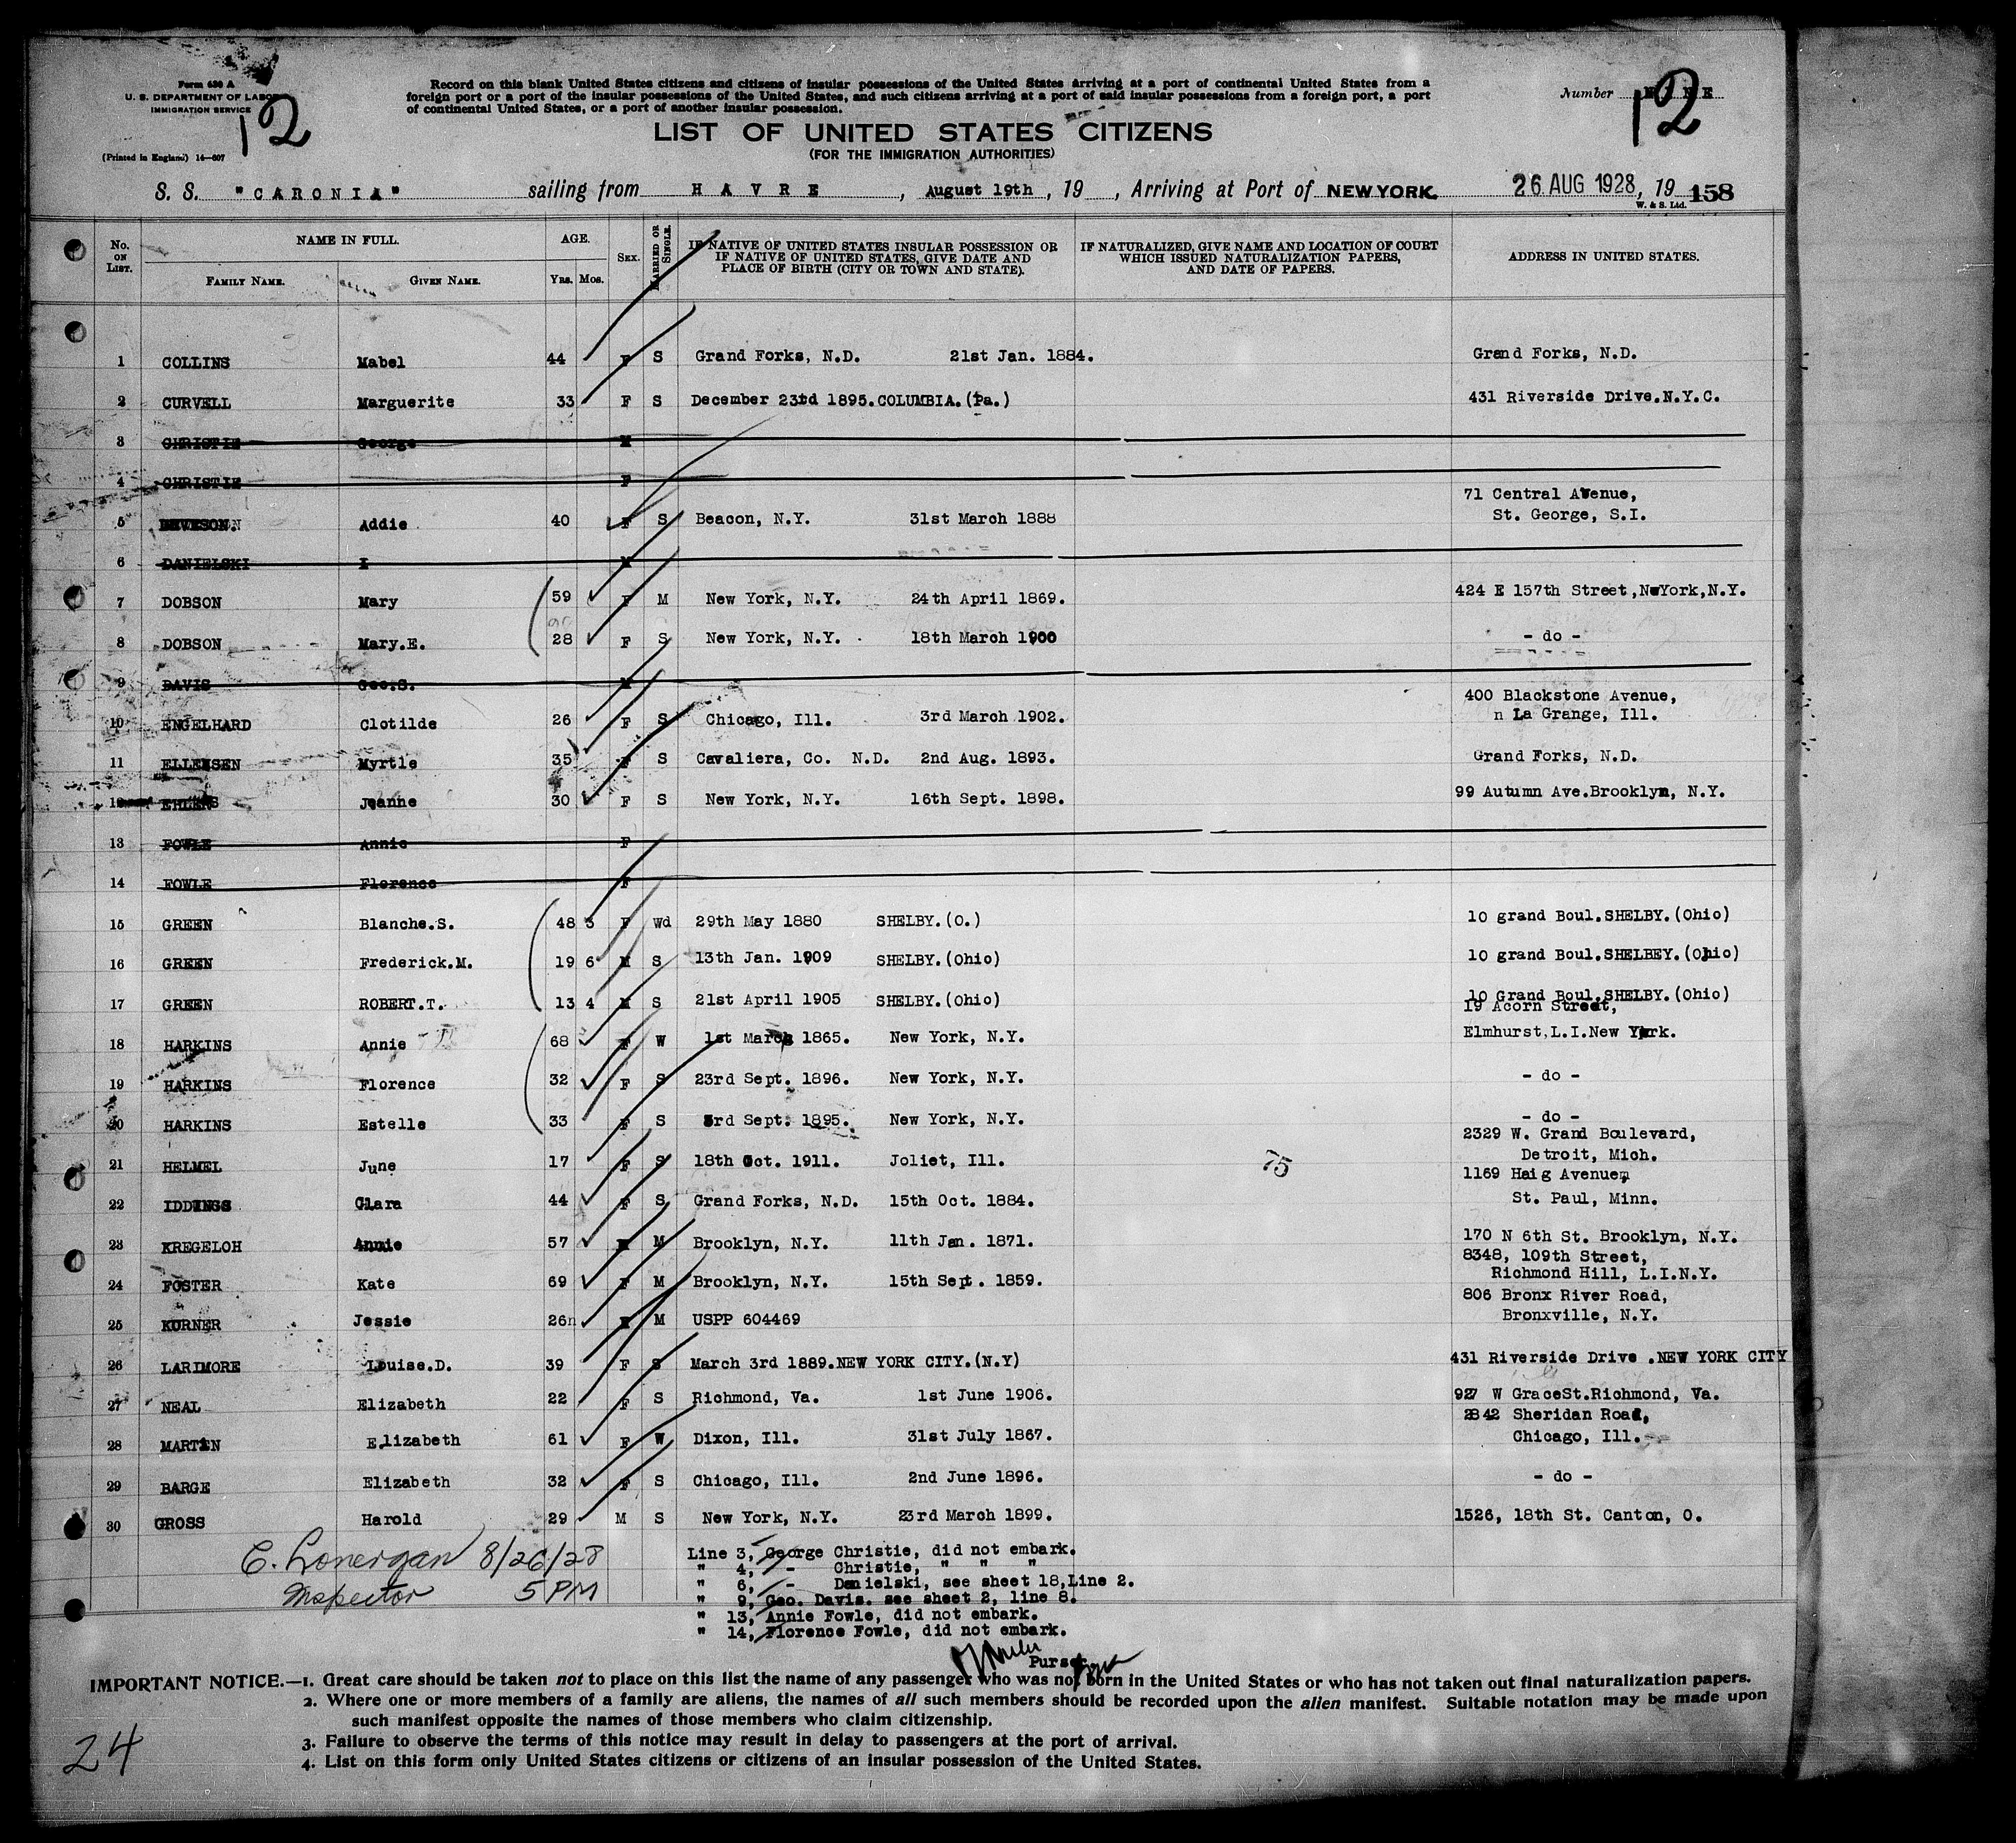 Form 630 A
U. S. DEPARTMENT OF LABOR
IMMIGRATION SERVICE
(Printed in England) 14—607
12
Record on this blank United States citizens and citizens of insular possessions of the United States arriving at a port of continental United States from a
foreign port or a port of the insular possessions of the United States, and such citizens arriving at a port of said insular possessions from a foreign port, a port
of continental United States, or a port of another insular possession.
Number
12
LIST OF UNITED STATES CITIZENS
(FOR THE IMMIGRATION AUTHORITIES)
S. S. "CARONIA" sailing from HAVRE, August 19th, 19 , Arriving at Port of NEW YORK 26 AUG 1928, 19 158
W. & S. Ltd.
No. ON LIST. NAME IN FULL. AGE. SEX. MARRIED OR SINGLE. IF NATIVE OF UNITED STATES INSULAR POSSESSION OR IF NATIVE OF UNITED STATES, GIVE DATE AND PLACE OF BIRTH (CITY OR TOWN AND STATE). IF NATURALIZED, GIVE NAME AND LOCATION OF COURT WHICH ISSUED NATURALIZATION PAPERS, AND DATE OF PAPERS. ADDRESS IN UNITED STATES.
FAMILY NAME. GIVEN NAME. YRS. MOS.
1 COLLINS Mabel 44 F S Grand Forks, N.D. 21st Jan. 1884. Grand Forks, N.D.
2 CURVELL Marguerite 33 F S December 23rd 1895.COLUMBIA.(Pa.) 431 Riverside Drive.N.Y.C.
3 CHRISTIE George M
4 CHRISTIE F
5 Addie 40 F S Beacon, N.Y. 31st March 1888 71 Central Avenue,
St. George, S.I.
6 DANIELSKI I M
7 DOBSON Mary 59 F M New York, N.Y. 24th April 1869. 424 E 157th Street,NwYork,N.Y.
8 DOBSON Mary.E. 28 F S New York, N.Y. 18th March 1900 - do -
9 DAVIS Geo.S. M
10 ENGELHARD Clotilde 26 F S Chicago, Ill. 3rd March 1902. 400 Blackstone Avenue,
n La Grange, Ill.
11 ELLENSEN Myrtle 35 F S Cavaliera, Co. N.D. 2nd Aug. 1893. Grand Forks, N.D.
12 EHLERS Jeanne 30 F S New York, N.Y. 16th Sept. 1898. 99 Autumn Ave.Brooklyn, N.Y.
13 FOWLE Annie F
14 FOWLE Florence F
15 GREEN Blanche.S. 48 3 F Wd 29th May 1880 SHELBY.(O.) 10 grand Boul.SHELBY.(Ohio)
16 GREEN Frederick.M. 19 6 M S 13th Jan. 1909 SHELBY.(Ohio) 10 grand Boul.SHELBEY.(Ohio)
17 GREEN ROBERT.T. 13 4 M S 21st April 1905 SHELBY.(Ohio) 10 Grand Boul.SHELBY.(Ohio)
19 Acorn Street,
18 HARKINS Annie 68 F W 1st March 1865. New York, N.Y. Elmhurst,L.I.New York.
19 HARKINS Florence 32 F S 23rd Sept. 1896. New York, N.Y. - do -
20 HARKINS Estelle 33 F S 3rd Sept. 1895. New York, N.Y. - do -
2329 W. Grand Boulevard,
21 HELMEL June 17 F S 18th Oct. 1911. Joliet, Ill. 75 Detroit, Mich.
1169 Haig Avenue,
22 IDDINGS Clara 44 F S Grand Forks, N.D. 15th Oct. 1884. St. Paul, Minn.
23 KREGELOH Annie 57 M Brooklyn, N.Y. 11th Jan. 1871. 170 N 6th St. Brooklyn, N.Y.
8348, 109th Street,
24 FOSTER Kate 69 F M Brooklyn, N.Y. 15th Sept. 1859. Richmond Hill, L.I.N.Y.
806 Bronx River Road,
25 KORNER Jessie 26n M USPP 604469 Bronxville, N.Y.
26 LARIMORE Louise.D. 39 F S March 3rd 1889.NEW YORK CITY.(N.Y) 431 Riverside Drive .NEW YORK CITY
27 NEAL Elizabeth 22 F S Richmond, Va. 1st June 1906. 927 W GraceSt.Richmond, Va.
2842 Sheridan Road,
28 MARTIN Elizabeth 61 F W Dixon, Ill. 31st July 1867. Chicago, Ill.
29 BARGE Elizabeth 32 F S Chicago, Ill. 2nd June 1896. - do -
30 GROSS Harold 29 M S New York, N.Y. 23rd March 1899. 1526, 18th St. Canton, O.
C. Lonergan 8/26/28
Inspector 5 PM
Line 3, George Christie, did not embark.
" 4, - Christie, " " "
" 6, - Danielski, see sheet 18,Line 2.
" 9, Geo. Davis. see sheet 2, line 8.
" 13, Annie Fowle, did not embark.
" 14, Florence Fowle, did not embark.
Purser
IMPORTANT NOTICE.—1. Great care should be taken not to place on this list the name of any passenger who was not born in the United States or who has not taken out final naturalization papers.
2. Where one or more members of a family are aliens, the names of all such members should be recorded upon the alien manifest. Suitable notation may be made upon
such manifest opposite the names of those members who claim citizenship.
3. Failure to observe the terms of this notice may result in delay to passengers at the port of arrival.
4. List on this form only United States citizens or citizens of an insular possession of the United States.
24